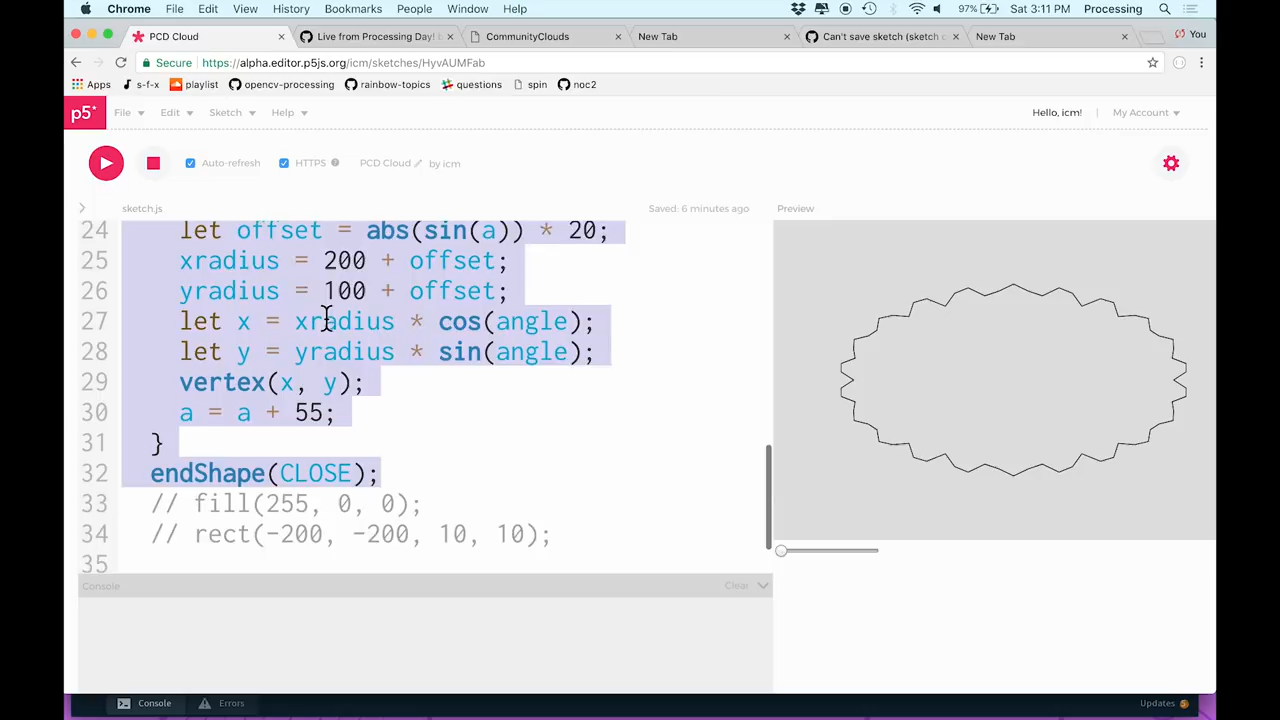 Chrome File Edit View History Bookmarks People Window Help 97% Sat 3:11 PM Processing
PCD Cloud Live from Processing Day! b CommunityClouds New Tab Can't save sketch (sketch c New Tab You
Secure https://alpha.editor.p5js.org/icm/sketches/HyvAUMFab
Apps s-f-x playlist opencv-processing rainbow-topics questions spin noc2
p5* File Edit Sketch Help Hello, icm! My Account
Auto-refresh HTTPS PCD Cloud by icm
sketch.js Saved: 6 minutes ago Preview
24 let offset = abs(sin(a)) * 20;
25 xradius = 200 + offset;
26 yradius = 100 + offset;
27 let x = xradius * cos(angle);
28 let y = yradius * sin(angle);
29 vertex(x, y);
30 a = a + 55;
31 }
32 endShape(CLOSE);
33 // fill(255, 0, 0);
34 // rect(-200, -200, 10, 10);
35
Console Clear
Console Errors Updates